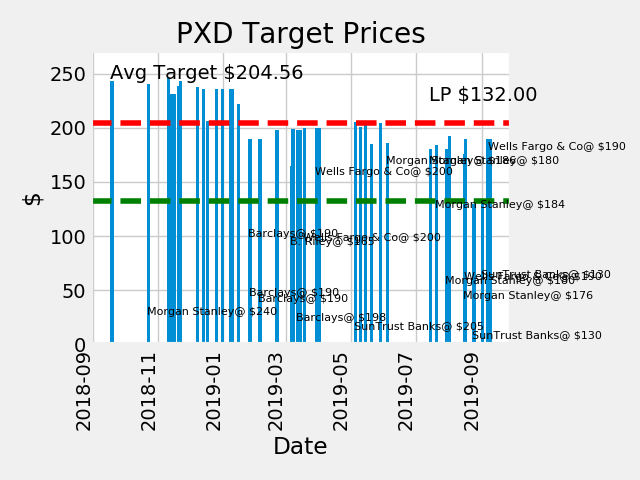 PXD Target Prices
Avg Target $204.56
LP $132.00
250
200
150
100
50
0
$
Wells Fargo & Co@ $190
Morgan Stanley@ $186
Morgan Stanley@ $180
Wells Fargo & Co@ $200
Morgan Stanley@ $184
Barclays@ $190
Wells Fargo & Co@ $200
B. Riley@ $165
SunTrust Banks@ $130
Wells Fargo & Co@ $190
Morgan Stanley@ $180
Barclays@ $190
Barclays@ $190
Morgan Stanley@ $176
Morgan Stanley@ $240
Barclays@ $198
SunTrust Banks@ $205
SunTrust Banks@ $130
2018-09
2018-11
2019-01
2019-03
2019-05
2019-07
2019-09
Date